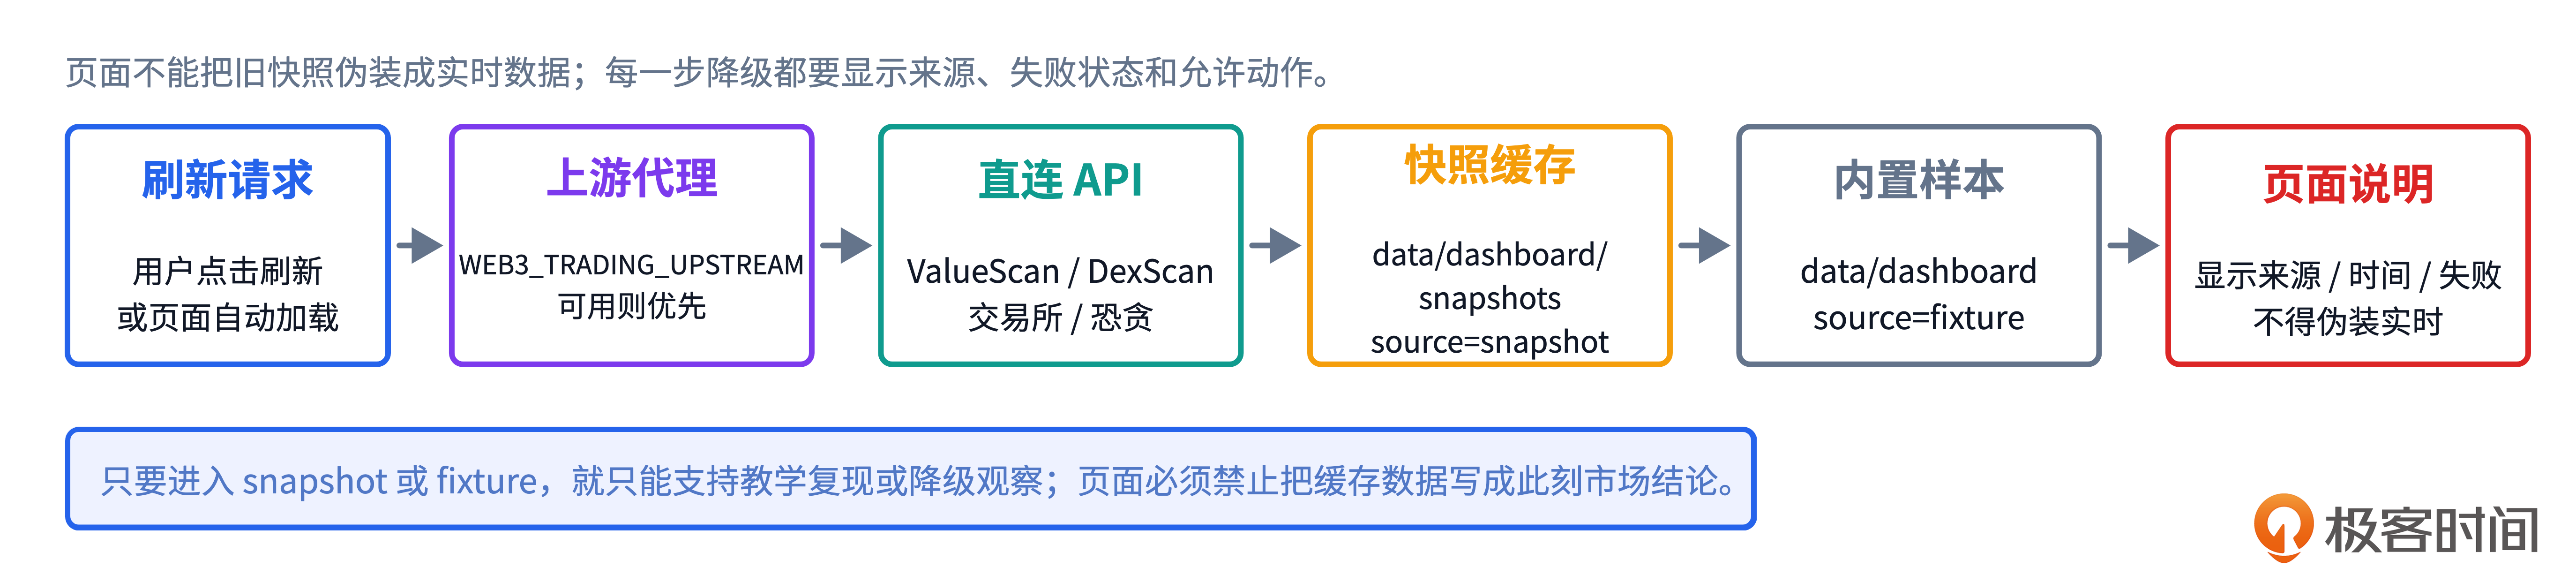 页面不能把旧快照伪装成实时数据；每一步降级都要显示来源、失败状态和允许动作。
刷新请求
用户点击刷新
或页面自动加载
上游代理
WEB3_TRADING_UPSTREAM
可用则优先
直连 API
ValueScan / DexScan
交易所 / 恐贪
快照缓存
data/dashboard/
snapshots
source=snapshot
内置样本
data/dashboard
source=fixture
页面说明
显示来源 / 时间 / 失败
不得伪装实时
只要进入 snapshot 或 fixture，就只能支持教学复现或降级观察；页面必须禁止把缓存数据写成此刻市场结论。
极客时间